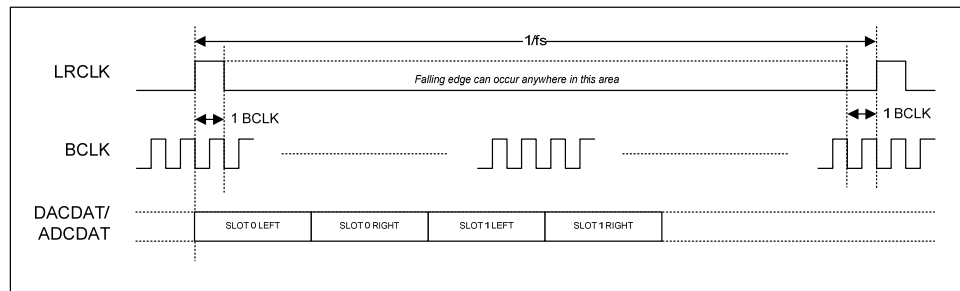 1/fs
LRCLK
Falling edge can occur anywhere in this area
1 BCLK
1 BCLK
BCLK
DACDAT/
ADCDAT
SLOT 0 LEFT
SLOT 0 RIGHT
SLOT 1 LEFT
SLOT 1 RIGHT